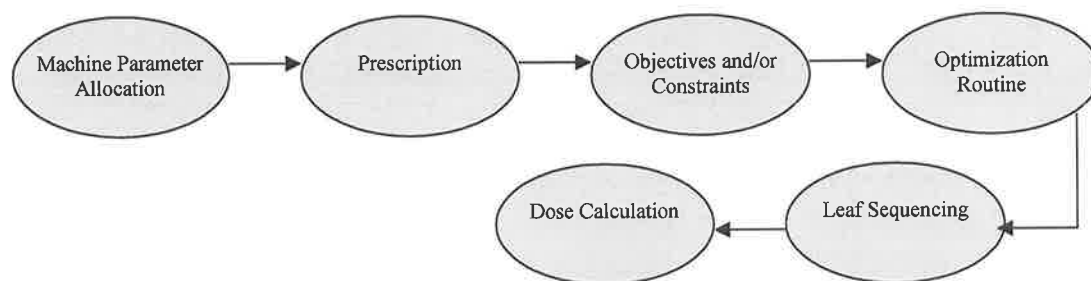 Machine Parameter
Allocation
Prescription
Objectives and/or
Constraints
Optimization
Routine
Dose Calculation
Leaf Sequencing